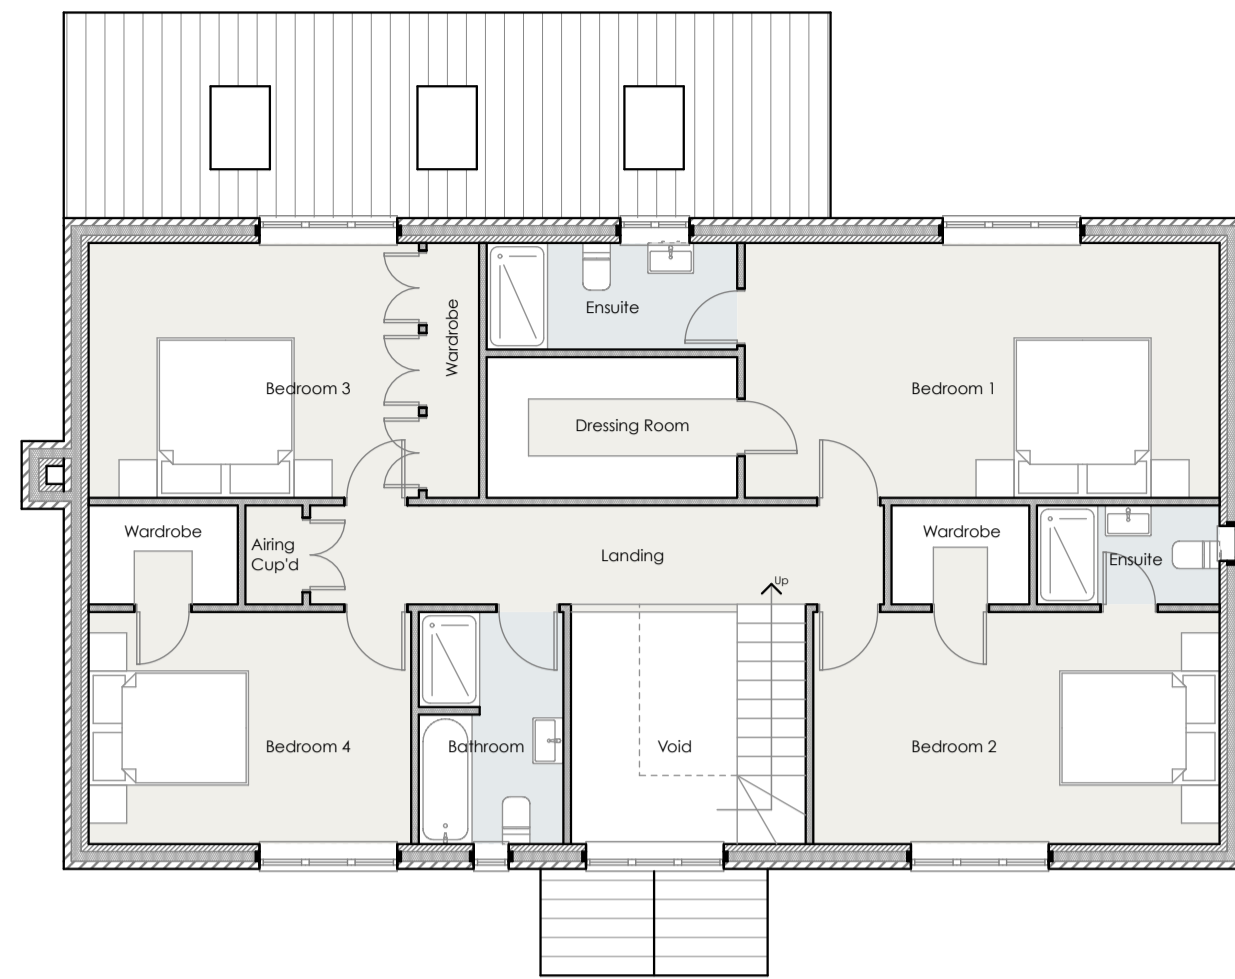 Ensuite
Wardrobe
Bedroom 3
Bedroom 1
Dressing Room
Wardrobe
Airing
Cup'd
Landing
Wardrobe
Ensuite
Up
Bedroom 4
Bathroom
Void
Bedroom 2